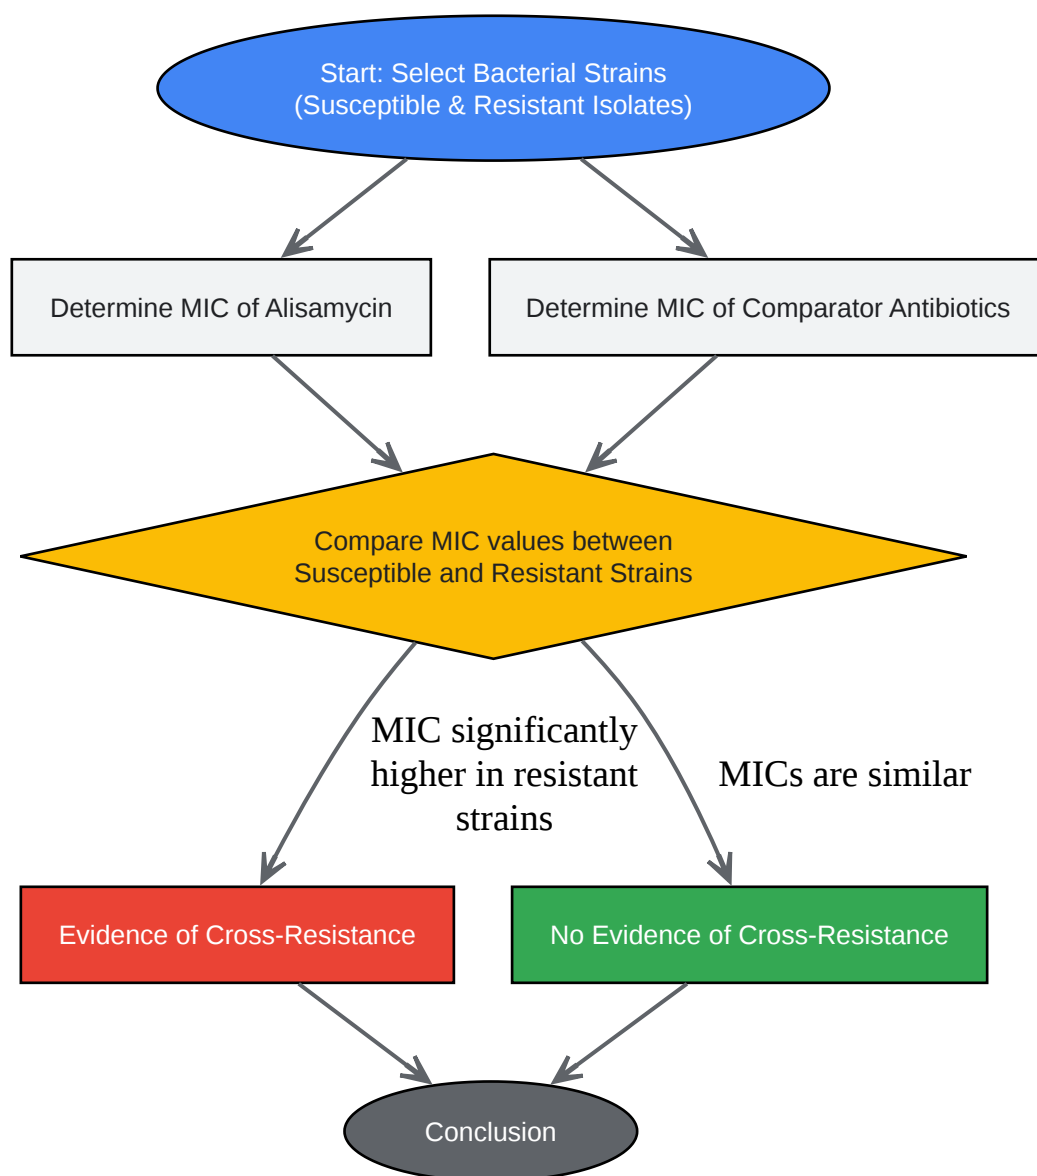 Start: Select Bacterial Strains
(Susceptible & Resistant Isolates)
Determine MIC of Alisamycin
Determine MIC of Comparator Antibiotics
Compare MIC values between
Susceptible and Resistant Strains
MIC significantly
higher in resistant
strains
MICs are similar
Evidence of Cross-Resistance
No Evidence of Cross-Resistance
Conclusion